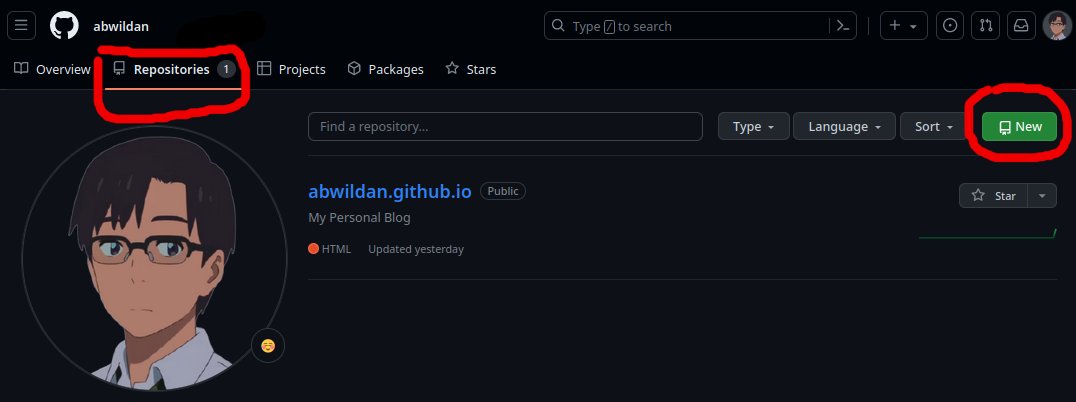 abwildan
Type / to search
Overview Repositories 1 Projects Packages Stars
Find a repository... Type Language Sort New
abwildan.github.io Public
Star
My Personal Blog
HTML Updated yesterday